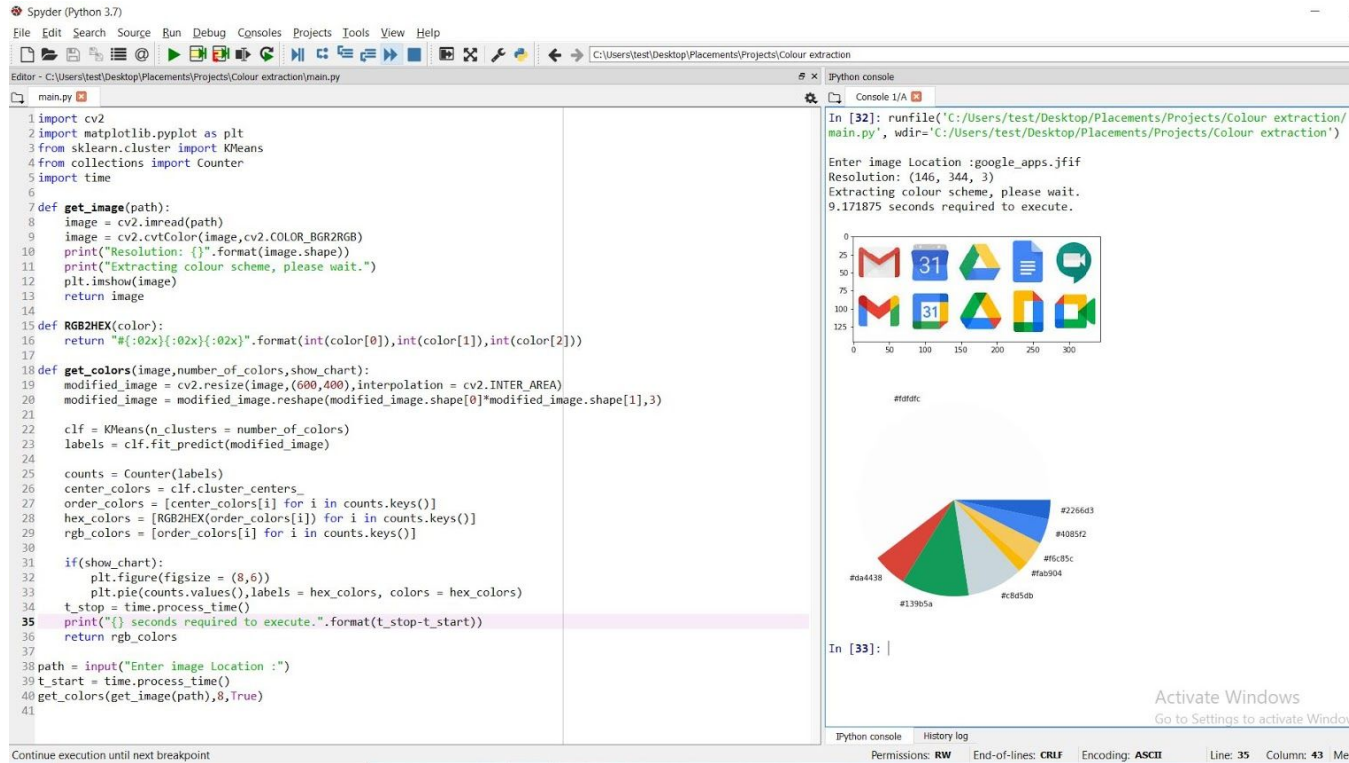 Spyder (Python 3.7)
File Edit Search Source Run Debug Consoles Projects Tools View Help
C:\Users\test\Desktop\Placements\Projects\Colour extraction
Editor - C:\Users\test\Desktop\Placements\Projects\Colour extraction\main.py
main.py
1 import cv2
2 import matplotlib.pyplot as plt
3 from sklearn.cluster import KMeans
4 from collections import Counter
5 import time
6
7 def get_image(path):
8     image = cv2.imread(path)
9     image = cv2.cvtColor(image,cv2.COLOR_BGR2RGB)
10     print("Resolution: {}".format(image.shape))
11     print("Extracting colour scheme, please wait.")
12     plt.imshow(image)
13     return image
14
15 def RGB2HEX(color):
16     return "#{:02x}{:02x}{:02x}".format(int(color[0]),int(color[1]),int(color[2]))
17
18 def get_colors(image,number_of_colors,show_chart):
19     modified_image = cv2.resize(image,(600,400),interpolation = cv2.INTER_AREA)
20     modified_image = modified_image.reshape(modified_image.shape[0]*modified_image.shape[1],3)
21
22     clf = KMeans(n_clusters = number_of_colors)
23     labels = clf.fit_predict(modified_image)
24
25     counts = Counter(labels)
26     center_colors = clf.cluster_centers_
27     order_colors = [center_colors[i] for i in counts.keys()]
28     hex_colors = [RGB2HEX(order_colors[i]) for i in counts.keys()]
29     rgb_colors = [order_colors[i] for i in counts.keys()]
30
31     if(show_chart):
32         plt.figure(figsize = (8,6))
33         plt.pie(counts.values(),labels = hex_colors, colors = hex_colors)
34     t_stop = time.process_time()
35     print("{} seconds required to execute.".format(t_stop-t_start))
36     return rgb_colors
37
38 path = input("Enter image Location :")
39 t_start = time.process_time()
40 get_colors(get_image(path),8,True)
41
IPython console
Console 1/A
In [32]: runfile('C:/Users/test/Desktop/Placements/Projects/Colour extraction/
main.py', wdir='C:/Users/test/Desktop/Placements/Projects/Colour extraction')
Enter image Location :google_apps.jfif
Resolution: (146, 344, 3)
Extracting colour scheme, please wait.
9.171875 seconds required to execute.
0
25
50
75
100
125
31
31
0 50 100 150 200 250 300
#fdfdfc
#2266d3
#4085f2
#f6c85c
#fab904
#c8d5db
#139b5a
#da4438
In [33]:
Activate Windows
Go to Settings to activate Window
IPython console History log
Continue execution until next breakpoint
Permissions: RW End-of-lines: CRLF Encoding: ASCII Line: 35 Column: 43 Me